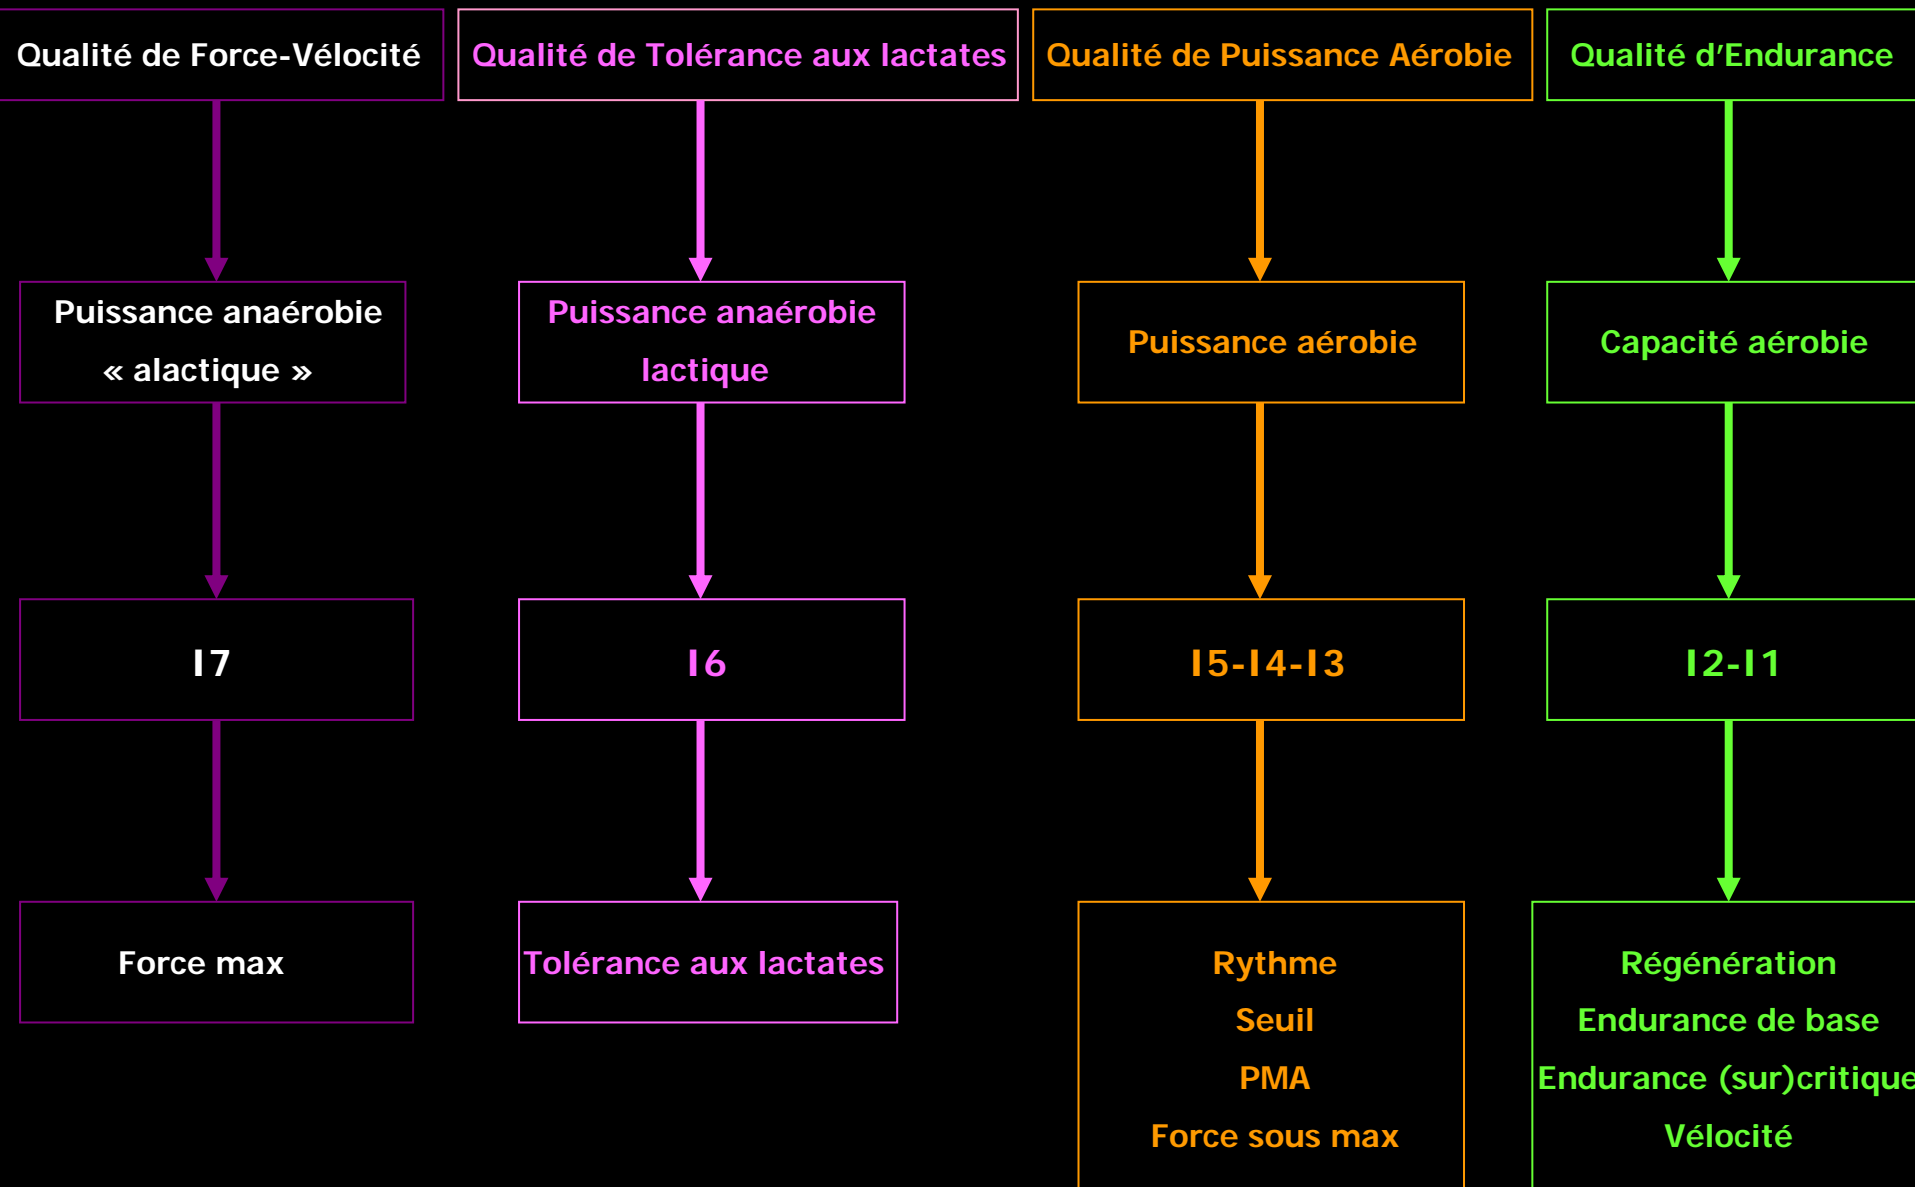 Qualité de Force-Vélocité
Qualité de Tolérance aux lactates
Qualité de Puissance Aérobie
Qualité d'Endurance
Puissance anaérobie
« alactique »
Puissance anaérobie
lactique
Puissance aérobie
Capacité aérobie
I7
I6
I5-I4-I3
I2-I1
Force max
Tolérance aux lactates
Rythme
Seuil
PMA
Force sous max
Régénération
Endurance de base
Endurance (sur)critique
Vélocité